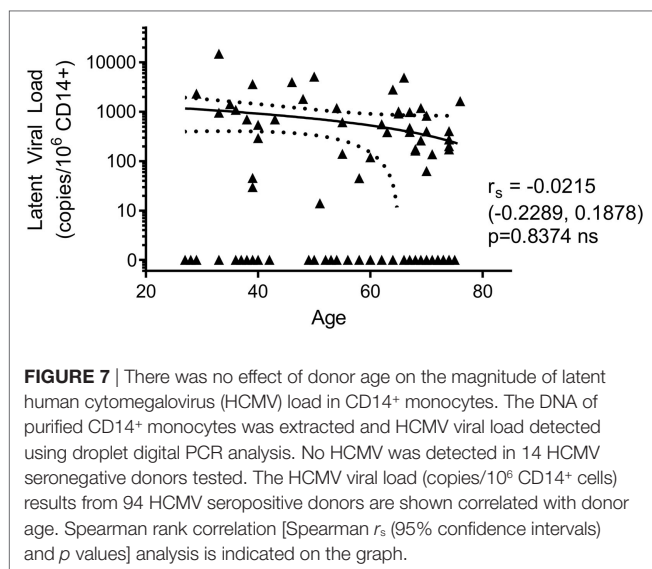 10000
1000
100
10
0
Latent Viral Load
(copies/10⁶ CD14+)
20 40 60 80
Age
rₛ = -0.0215
(-0.2289, 0.1878)
p=0.8374 ns
FIGURE 7 | There was no effect of donor age on the magnitude of latent
human cytomegalovirus (HCMV) load in CD14⁺ monocytes. The DNA of
purified CD14⁺ monocytes was extracted and HCMV viral load detected
using droplet digital PCR analysis. No HCMV was detected in 14 HCMV
seronegative donors tested. The HCMV viral load (copies/10⁶ CD14⁺ cells)
results from 94 HCMV seropositive donors are shown correlated with donor
age. Spearman rank correlation [Spearman rₛ (95% confidence intervals)
and p values] analysis is indicated on the graph.